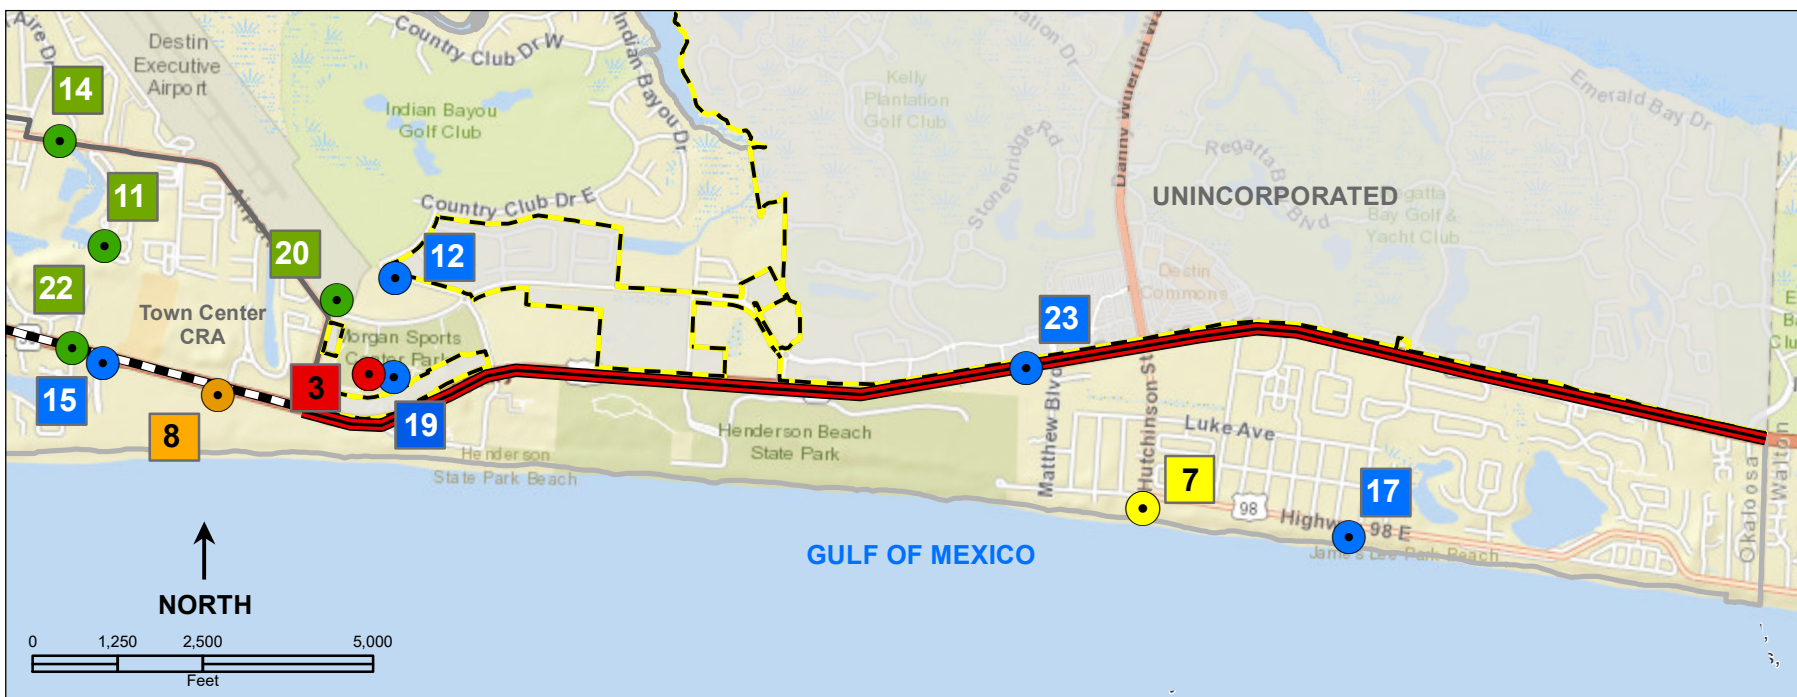 Aire Dr
Destin
Executive
Airport
Country Club Dr W
Indian Bayou Dr
Indian Bayou
Golf Club
14
11
Country Club Dr E
20
12
22
Town Center
CRA
Morgan Sports
Center Park
15
8
3
19
Kelly
Plantation
Golf Club
Stonebridge Rd
Danny Wuerffel Wa
Regatta Blvd
Emerald Bay Dr
UNINCORPORATED
Bay Golf &
Yacht Club
Destin
Commons
23
Henderson
State Park Beach
Henderson Beach
State Park
Matthew Blvd
Hutchinson St
Luke Ave
7
17
98
Highway 98 E
James Lee Park Beach
Okaloosa
Walton
GULF OF MEXICO
NORTH
0 1,250 2,500 5,000
Feet